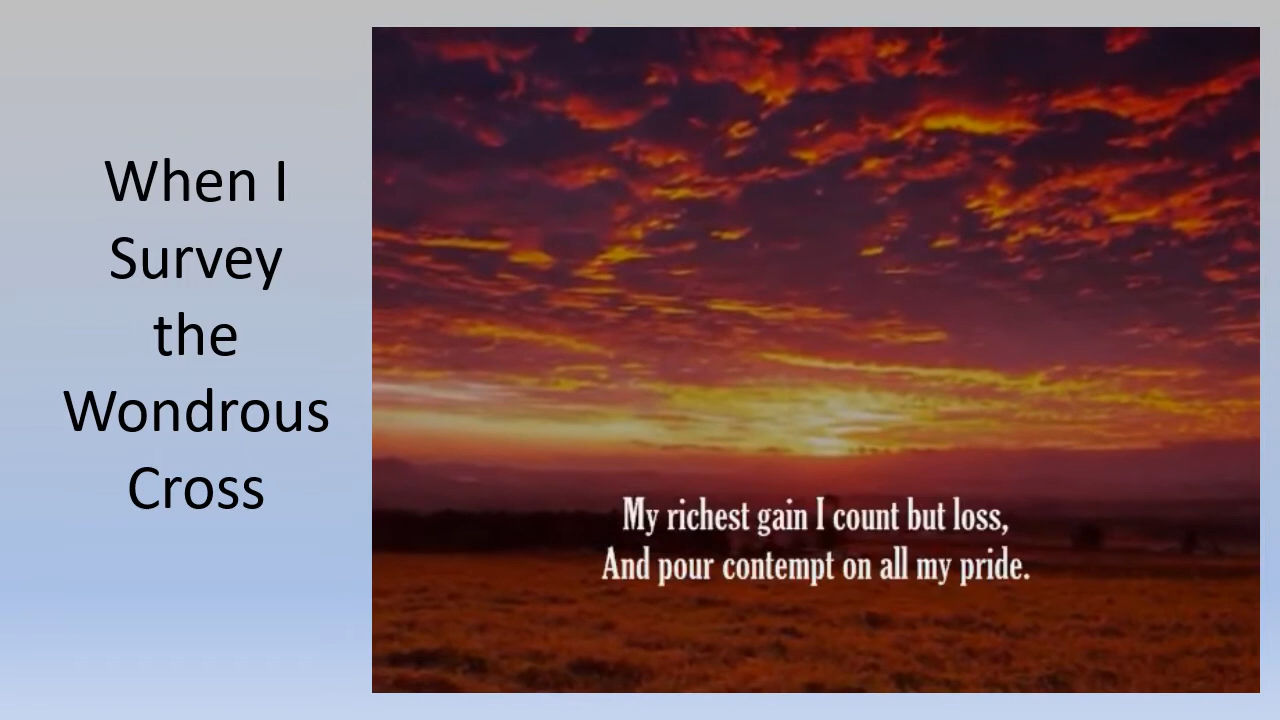 When I
Survey
the
Wondrous
Cross
My richest gain I count but loss,
And pour contempt on all my pride.